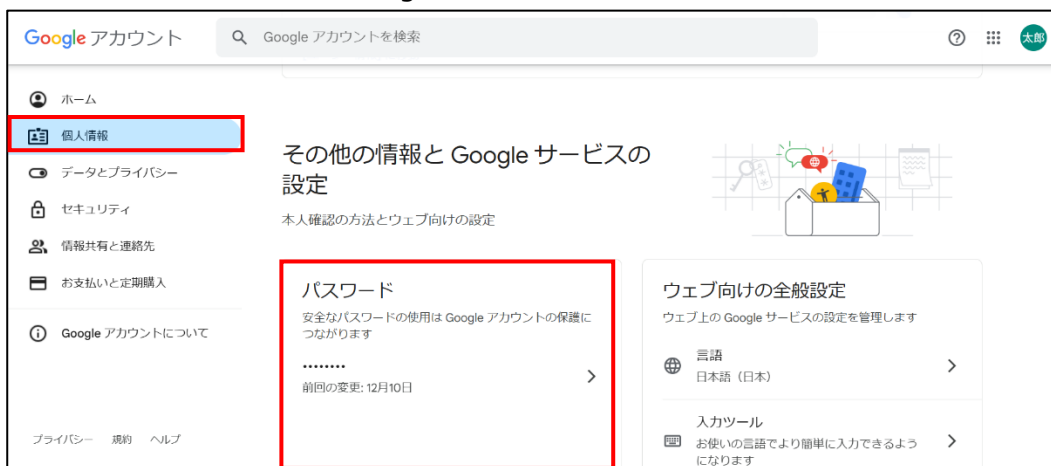 Google アカウント
Google アカウントを検索
太郎
ホーム
個人情報
データとプライバシー
セキュリティ
情報共有と連絡先
お支払いと定期購入
Google アカウントについて
プライバシー 規約 ヘルプ
その他の情報と Google サービスの
設定
本人確認の方法とウェブ向けの設定
パスワード
安全なパスワードの使用は Google アカウントの保護に
つながります
••••••••
前回の変更: 12月10日
ウェブ向けの全般設定
ウェブ上の Google サービスの設定を管理します
言語
日本語（日本）
入力ツール
お使いの言語でより簡単に入力できるよう
になります